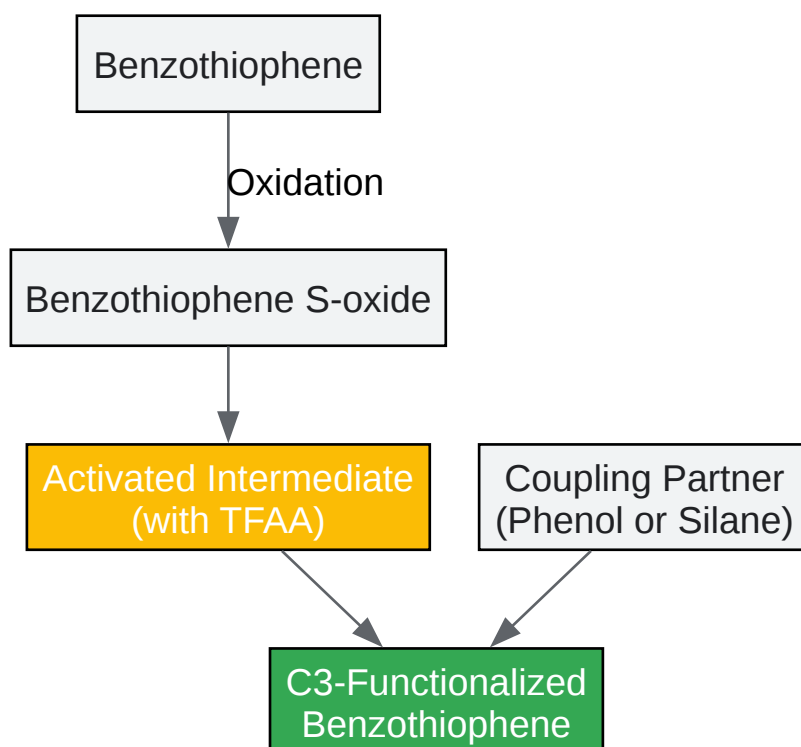 Benzothiophene
Oxidation
Benzothiophene S-oxide
Activated Intermediate
(with TFAA)
Coupling Partner
(Phenol or Silane)
C3-Functionalized
Benzothiophene